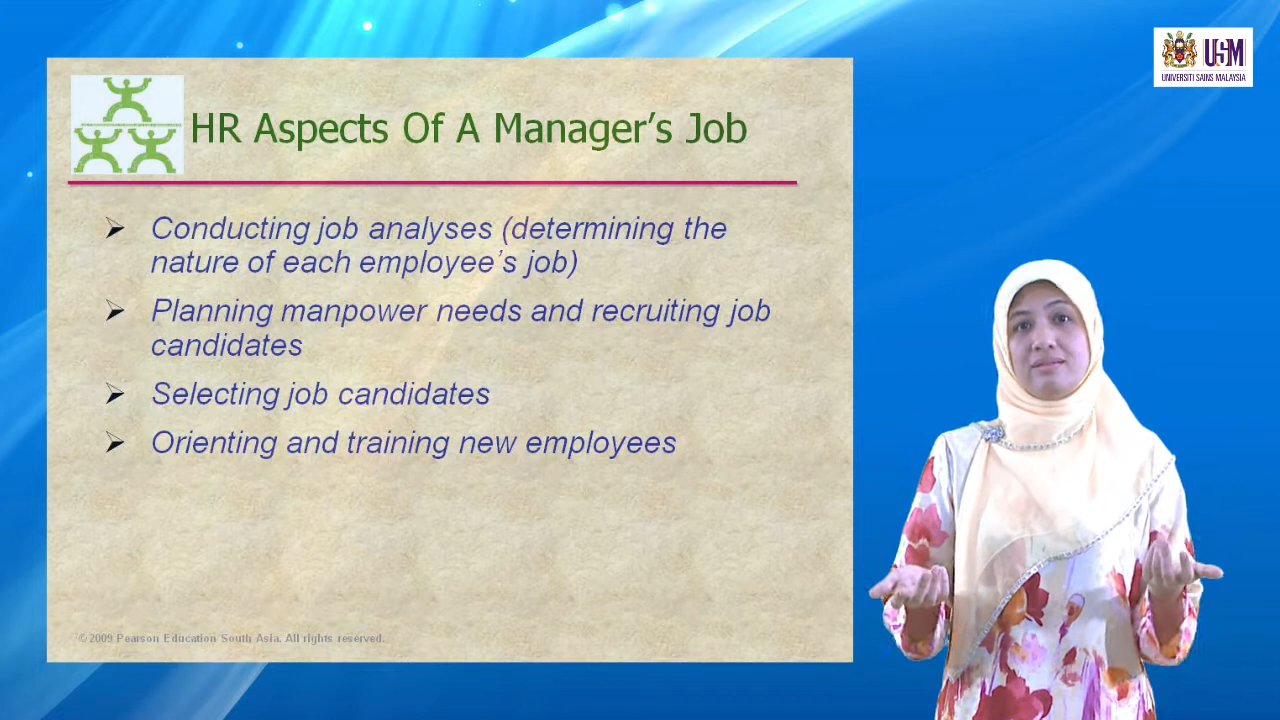 USM
UNIVERSITI SAINS MALAYSIA
HR Aspects Of A Manager's Job
➢ Conducting job analyses (determining the
nature of each employee's job)
➢ Planning manpower needs and recruiting job
candidates
➢ Selecting job candidates
➢ Orienting and training new employees
© 2009 Pearson Education South Asia. All rights reserved.